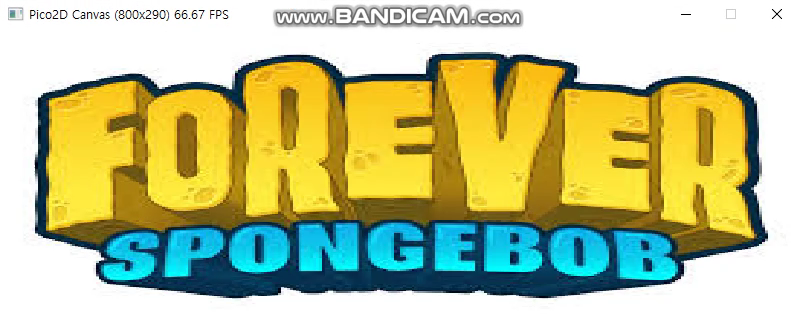 Pico2D Canvas (800x290) 66.67 FPS
www.BANDICAM.com
FOREVER
SPONGEBOB